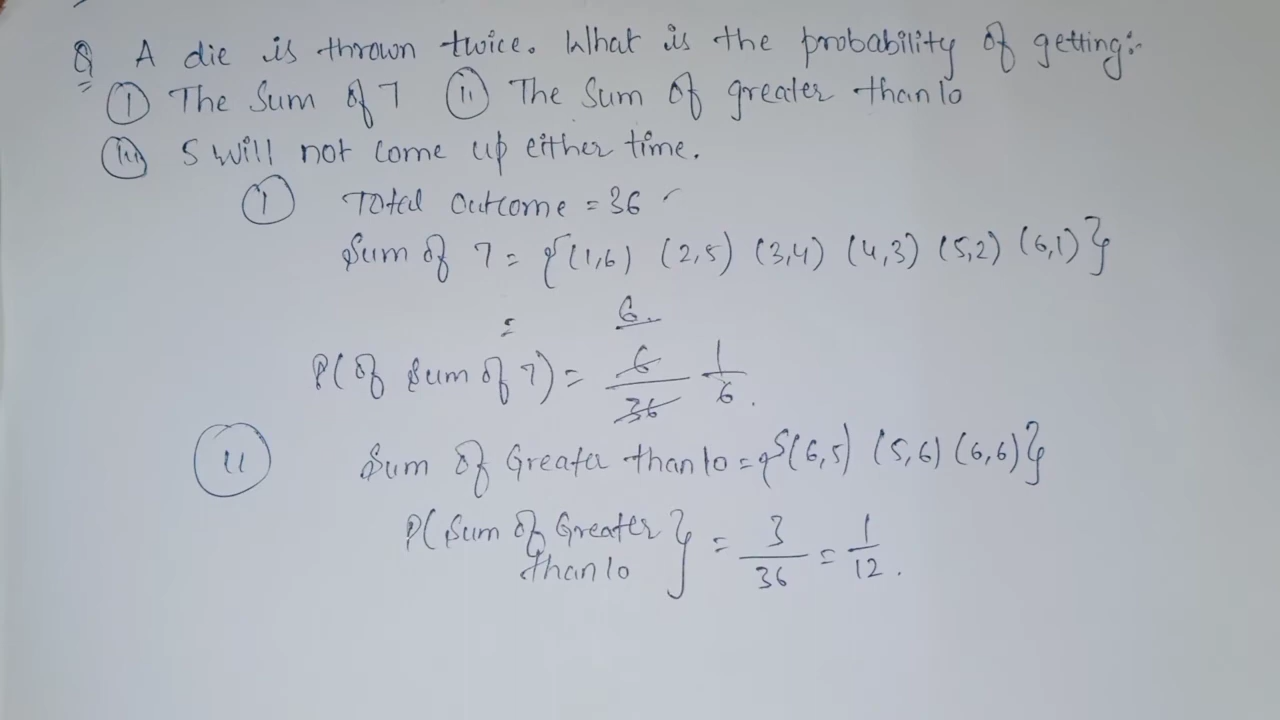 Q A die is thrown twice. What is the probability of getting:-
(I) The Sum of 7 (II) The Sum of greater than 10
(III) 5 will not come up either time.
(I) Total outcome = 36
Sum of 7 = {(1,6) (2,5) (3,4) (4,3) (5,2) (6,1)}
= 6.
P(of Sum of 7) = 6/36 1/6.
(II) Sum of Greater than 10 = {(6,5) (5,6) (6,6)}
P(Sum of Greater than 10} = 3/36 = 1/12.